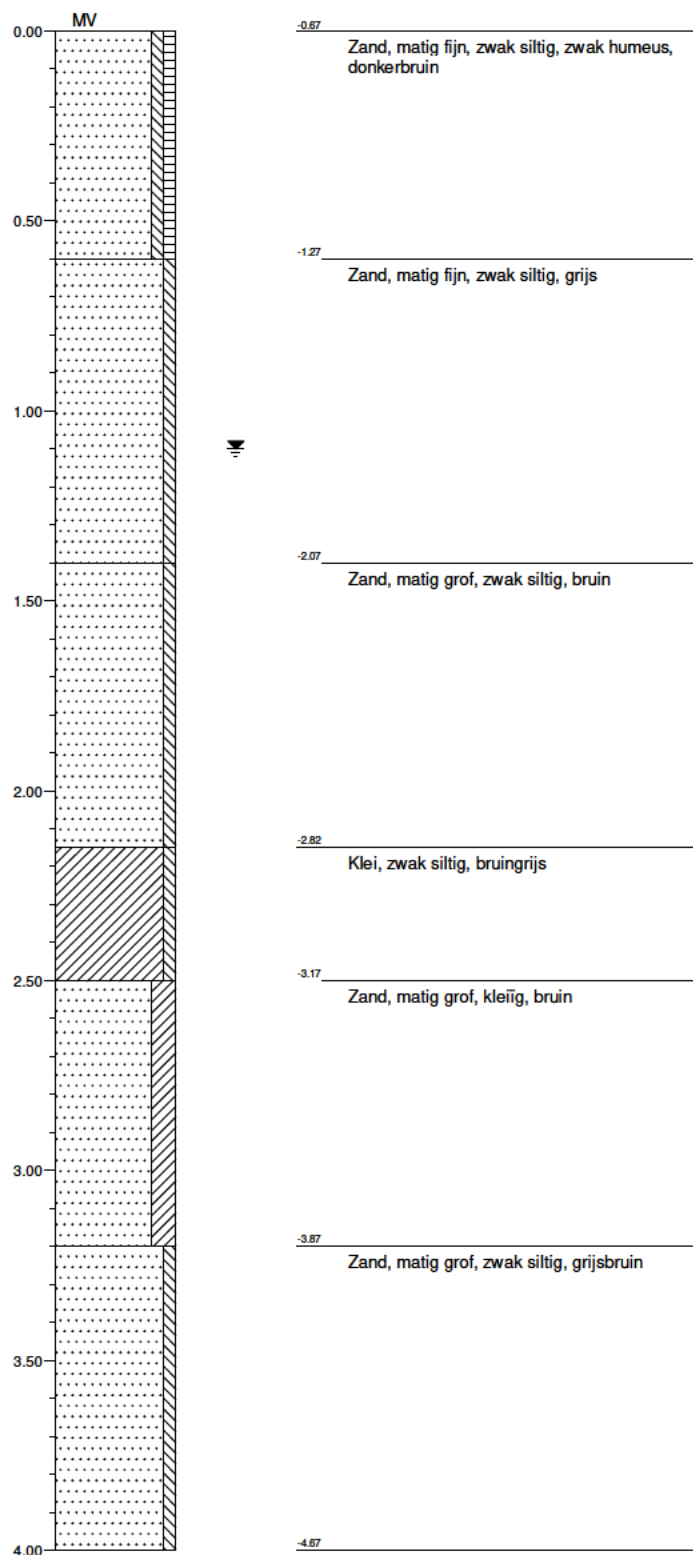 MV
0.00
-0.67
Zand, matig fijn, zwak siltig, zwak humeus,
donkerbruin
0.50
-1.27
Zand, matig fijn, zwak siltig, grijs
1.00
-2.07
Zand, matig grof, zwak siltig, bruin
1.50
2.00
-2.82
Klei, zwak siltig, bruingrijs
2.50
-3.17
Zand, matig grof, kleiïg, bruin
3.00
-3.87
Zand, matig grof, zwak siltig, grijsbruin
3.50
4.00
-4.67